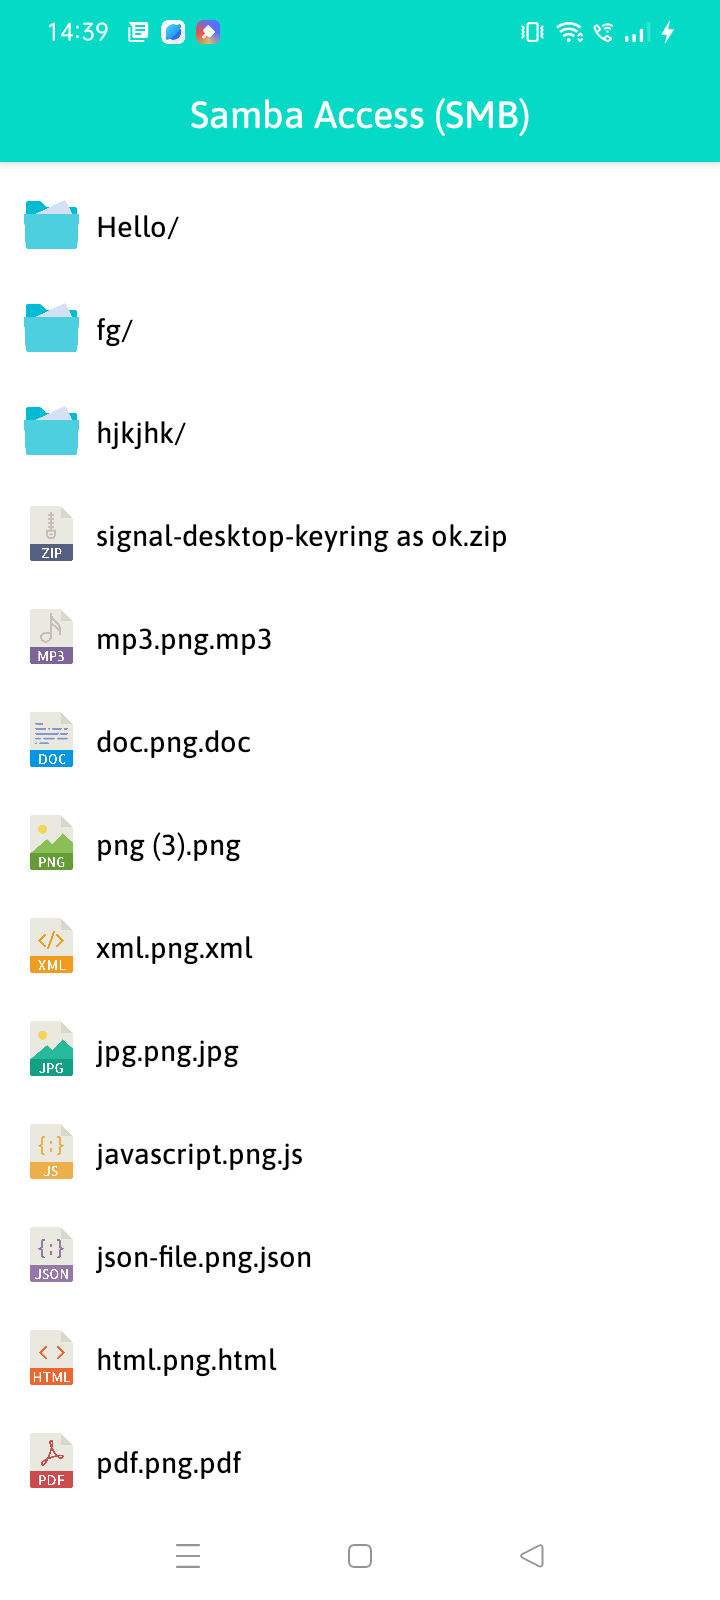 14:39
Samba Access (SMB)
Hello/
fg/
hjkjhk/
ZIP
signal-desktop-keyring as ok.zip
MP3
mp3.png.mp3
DOC
doc.png.doc
PNG
png (3).png
XML
xml.png.xml
JPG
jpg.png.jpg
JS
javascript.png.js
JSON
json-file.png.json
HTML
html.png.html
PDF
pdf.png.pdf